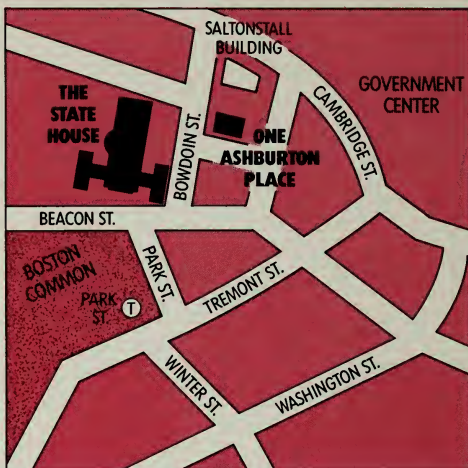 SALTONSTALL
BUILDING
THE
STATE
HOUSE
GOVERNMENT
CENTER
CAMBRIDGE ST.
BOWDOIN ST.
ONE
ASHBURTON
PLACE
BEACON ST.
BOSTON
COMMON
PARK ST.
PARK
ST.
T
TREMONT ST.
WINTER ST.
WASHINGTON ST.